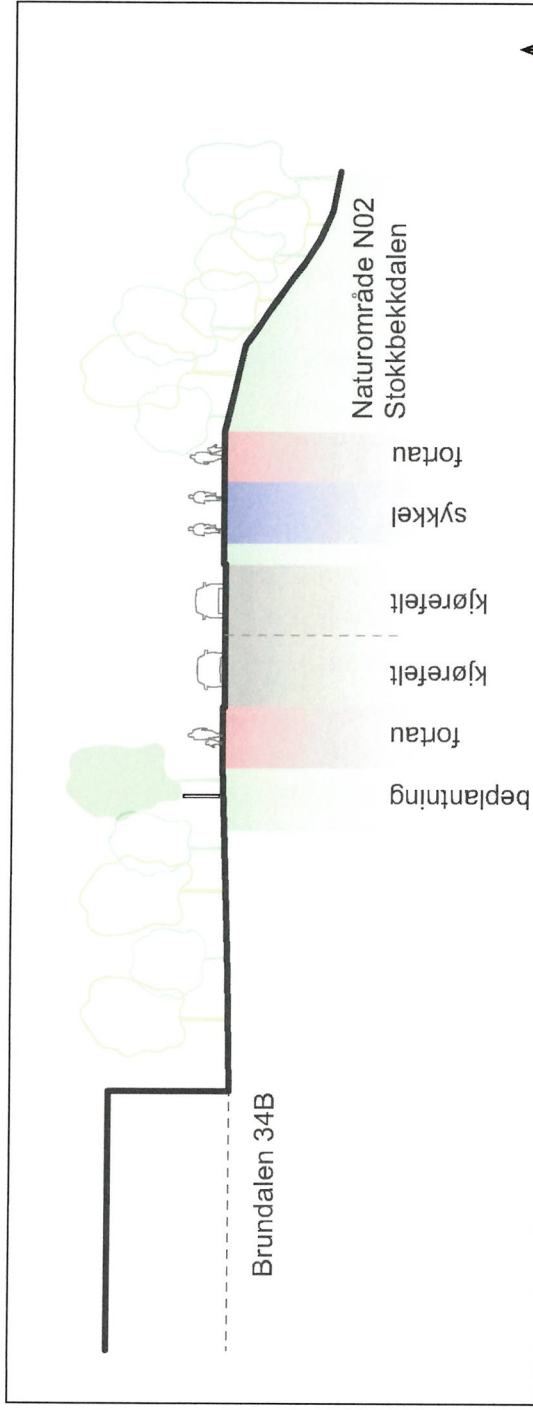 Brundalen 34B
beplantning
fortau
kjørefelt
kjørefelt
sykkel
fortau
Naturområde N02
Stokkbekkdalen